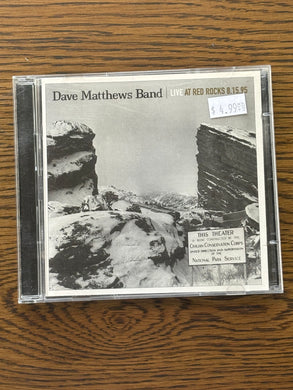 Dave Matthews Band | LIVE AT RED ROCKS 8.15.95
$4.99
THIS THEATER
CIVILIAN CONSERVATION CORPS
NATIONAL PARK SERVICE